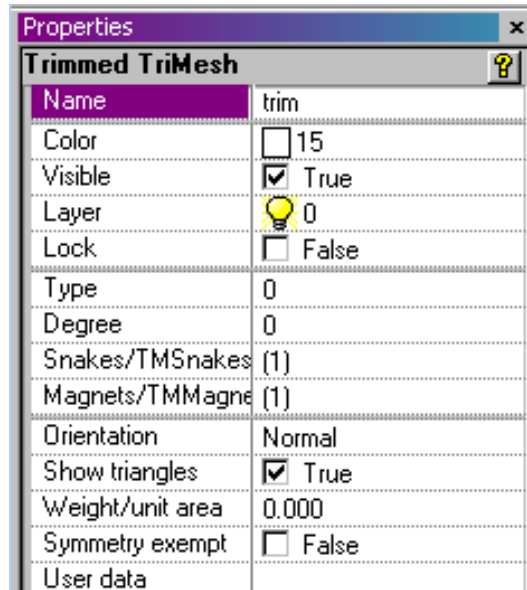 Properties
Trimmed TriMesh
Name trim
Color 15
Visible True
Layer 0
Lock False
Type 0
Degree 0
Snakes/TMSnakes (1)
Magnets/TMMagne (1)
Orientation Normal
Show triangles True
Weight/unit area 0.000
Symmetry exempt False
User data